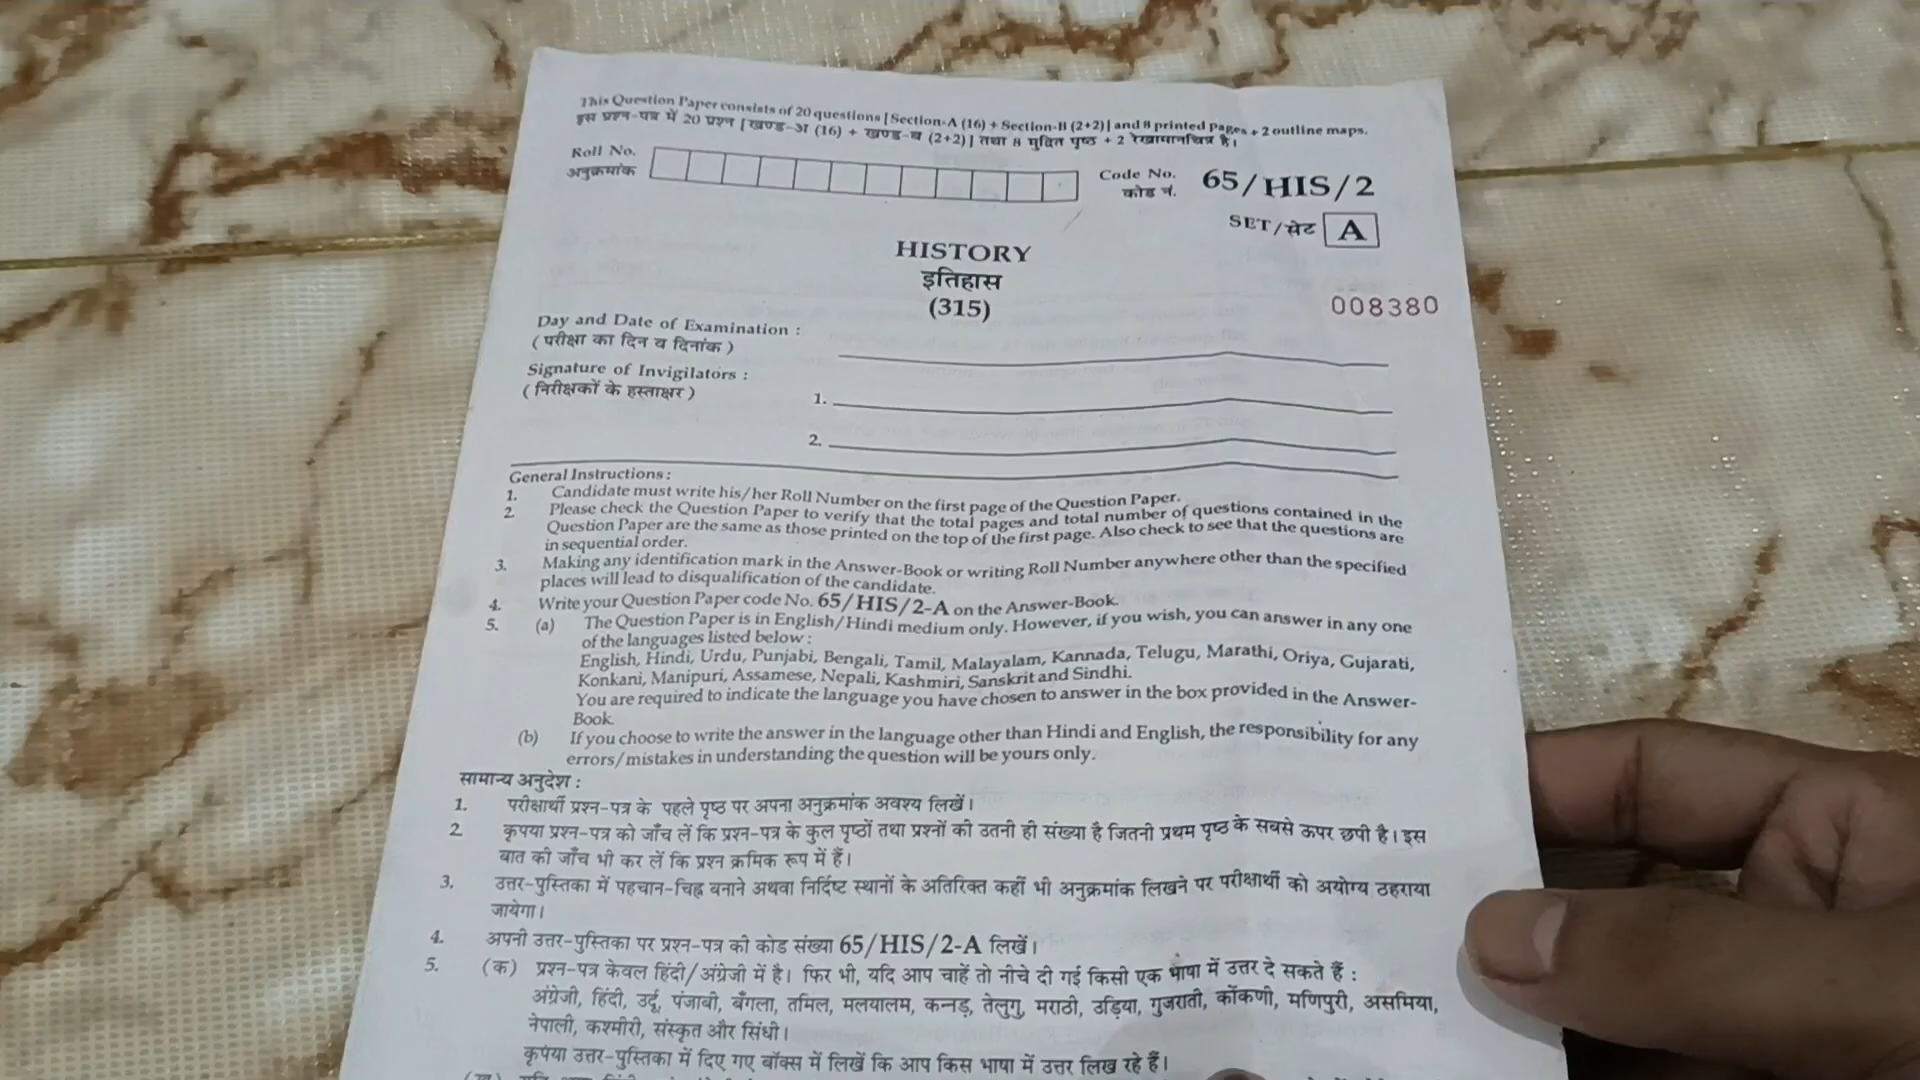 This Question Paper consists of 20 questions [Section-A (16) + Section-B (2+2)] and 8 printed pages + 2 outline maps.
इस प्रश्न-पत्र में 20 प्रश्न [खण्ड-अ (16) + खण्ड-ब (2+2)] तथा 8 मुद्रित पृष्ठ + 2 रेखामानचित्र है।
Roll No.
अनुक्रमांक
Code No. 65/HIS/2
कोड नं.
SET/सेट A
HISTORY
इतिहास
(315)
008380
Day and Date of Examination :
(परीक्षा का दिन व दिनांक)
Signature of Invigilators :
(निरीक्षकों के हस्ताक्षर)
1.
2.
General Instructions :
1. Candidate must write his/her Roll Number on the first page of the Question Paper.
2. Please check the Question Paper to verify that the total pages and total number of questions contained in the
Question Paper are the same as those printed on the top of the first page. Also check to see that the questions are
in sequential order.
3. Making any identification mark in the Answer-Book or writing Roll Number anywhere other than the specified
places will lead to disqualification of the candidate.
4. Write your Question Paper code No. 65/HIS/2-A on the Answer-Book.
5. (a) The Question Paper is in English/Hindi medium only. However, if you wish, you can answer in any one
of the languages listed below :
English, Hindi, Urdu, Punjabi, Bengali, Tamil, Malayalam, Kannada, Telugu, Marathi, Oriya, Gujarati,
Konkani, Manipuri, Assamese, Nepali, Kashmiri, Sanskrit and Sindhi.
You are required to indicate the language you have chosen to answer in the box provided in the Answer-
Book.
(b) If you choose to write the answer in the language other than Hindi and English, the responsibility for any
errors/mistakes in understanding the question will be yours only.
सामान्य अनुदेश :
1. परीक्षार्थी प्रश्न-पत्र के पहले पृष्ठ पर अपना अनुक्रमांक अवश्य लिखें।
2. कृपया प्रश्न-पत्र को जाँच लें कि प्रश्न-पत्र के कुल पृष्ठों तथा प्रश्नों की उतनी ही संख्या है जितनी प्रथम पृष्ठ के सबसे ऊपर छपी है। इस
बात की जाँच भी कर लें कि प्रश्न क्रमिक रूप में हैं।
3. उत्तर-पुस्तिका में पहचान-चिह्न बनाने अथवा निर्दिष्ट स्थानों के अतिरिक्त कहीं भी अनुक्रमांक लिखने पर परीक्षार्थी को अयोग्य ठहराया
जायेगा।
4. अपनी उत्तर-पुस्तिका पर प्रश्न-पत्र की कोड संख्या 65/HIS/2-A लिखें।
5. (क) प्रश्न-पत्र केवल हिंदी/अंग्रेजी में है। फिर भी, यदि आप चाहें तो नीचे दी गई किसी एक भाषा में उत्तर दे सकते हैं :
अंग्रेजी, हिंदी, उर्दू, पंजाबी, बँगला, तमिल, मलयालम, कन्नड़, तेलुगु, मराठी, उड़िया, गुजराती, कोंकणी, मणिपुरी, असमिया,
नेपाली, कश्मीरी, संस्कृत और सिंधी।
कृपया उत्तर-पुस्तिका में दिए गए बॉक्स में लिखें कि आप किस भाषा में उत्तर लिख रहे हैं।